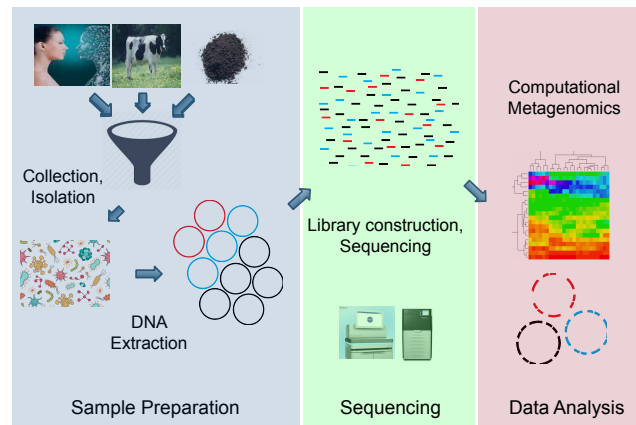 Collection,
Isolation
DNA
Extraction
Sample Preparation
Library construction,
Sequencing
Sequencing
Computational
Metagenomics
Data Analysis